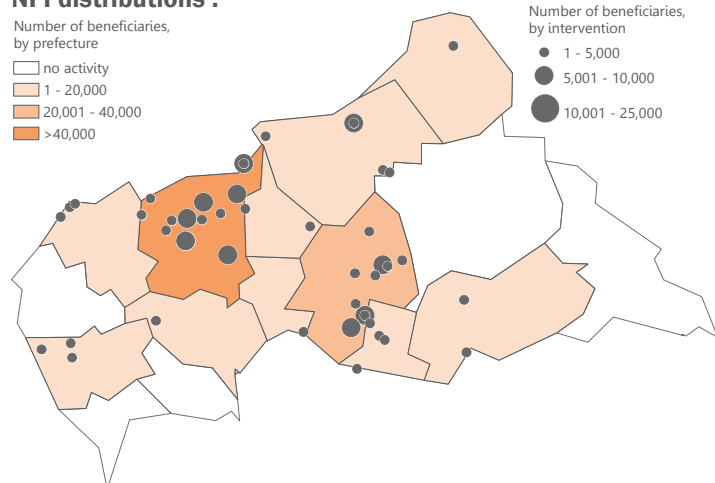 NFI distributions :
Number of beneficiaries,
by prefecture
no activity
1 - 20,000
20,001 - 40,000
>40,000
Number of beneficiaries,
by intervention
1 - 5,000
5,001 - 10,000
10,001 - 25,000